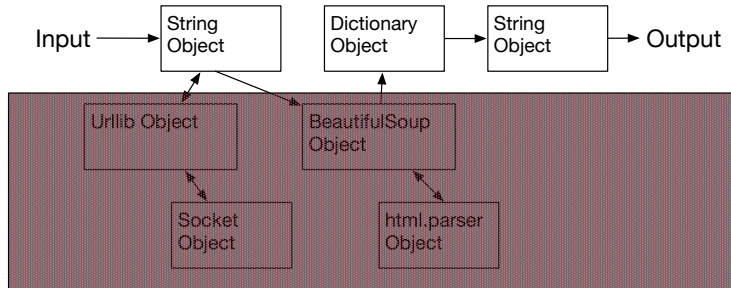 Input
String
Object
Dictionary
Object
String
Object
Output
Urllib Object
BeautifulSoup
Object
Socket
Object
html.parser
Object